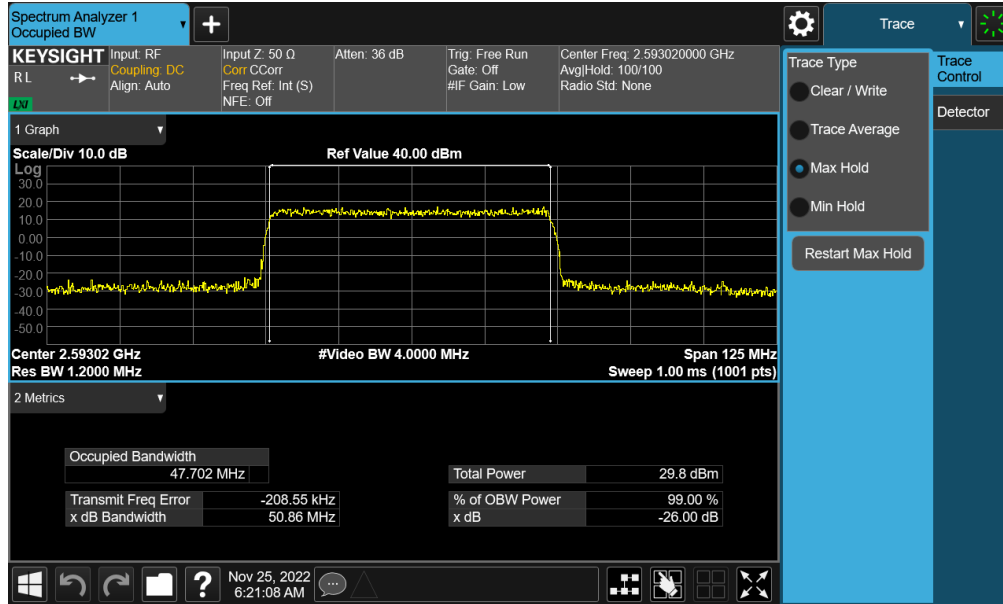 Spectrum Analyzer 1
Occupied BW
+
Trace
KEYSIGHT
RL
LXI
Input: RF
Coupling: DC
Align: Auto
Input Z: 50 Ω
Corr CCorr
Freq Ref: Int (S)
NFE: Off
Atten: 36 dB
Trig: Free Run
Gate: Off
#IF Gain: Low
Center Freq: 2.593020000 GHz
Avg|Hold: 100/100
Radio Std: None
Trace Type
Clear / Write
Trace Average
Max Hold
Min Hold
Restart Max Hold
Trace
Control
Detector
1 Graph
Scale/Div 10.0 dB
Ref Value 40.00 dBm
Log
30.0
20.0
10.0
0.00
-10.0
-20.0
-30.0
-40.0
-50.0
Center 2.59302 GHz
#Video BW 4.0000 MHz
Span 125 MHz
Res BW 1.2000 MHz
Sweep 1.00 ms (1001 pts)
2 Metrics
Occupied Bandwidth
47.702 MHz
Total Power 29.8 dBm
Transmit Freq Error -208.55 kHz
% of OBW Power 99.00 %
x dB Bandwidth 50.86 MHz
x dB -26.00 dB
?
Nov 25, 2022
6:21:08 AM